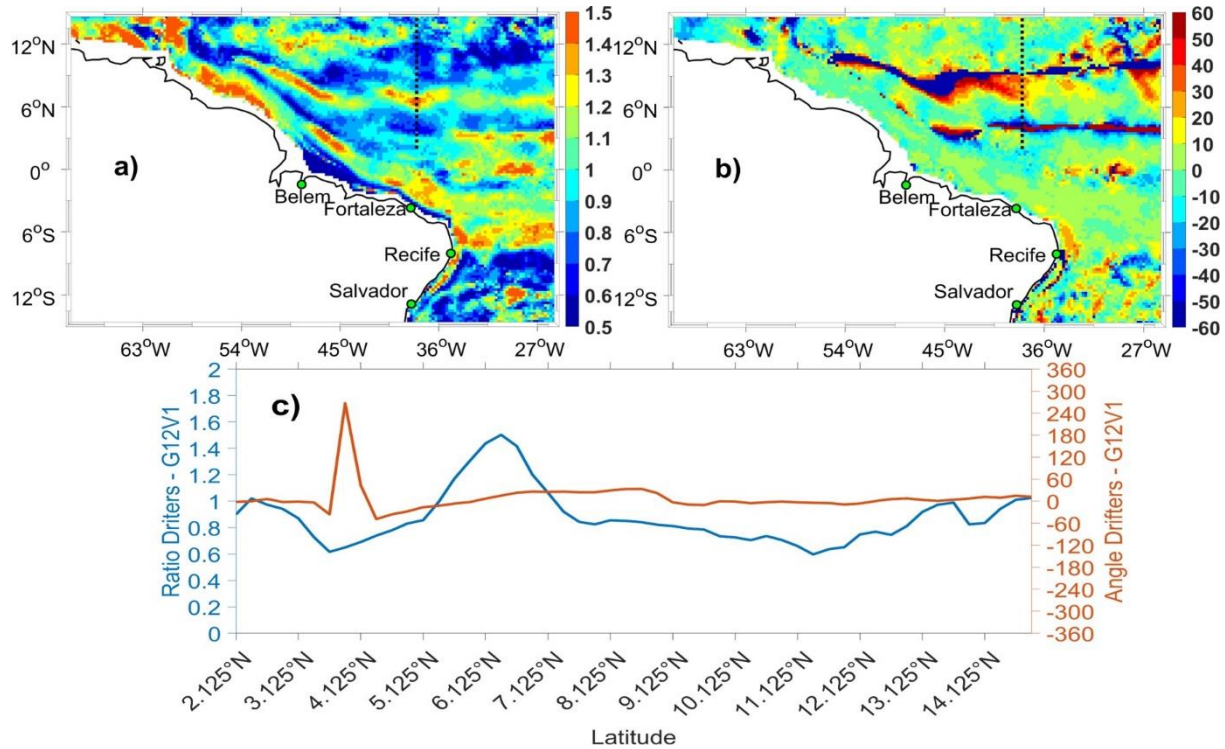 a)
12°N
6°N
0°
6°S
12°S
63°W 54°W 45°W 36°W 27°W
Belem
Fortaleza
Recife
Salvador
1.5
1.4
1.3
1.2
1.1
1
0.9
0.8
0.7
0.6
0.5
b)
12°N
6°N
0°
6°S
12°S
63°W 54°W 45°W 36°W 27°W
Belem
Fortaleza
Recife
Salvador
60
50
40
30
20
10
0
-10
-20
-30
-40
-50
-60
c)
Ratio Driters - G12V1
2
1.8
1.6
1.4
1.2
1
0.8
0.6
0.4
0.2
0
360
300
240
180
120
60
0
-60
-120
-180
-240
-300
-360
Angle Drifters - G12V1
2.125°N 3.125°N 4.125°N 5.125°N 6.125°N 7.125°N 8.125°N 9.125°N 10.125°N 11.125°N 12.125°N 13.125°N 14.125°N
Latitude